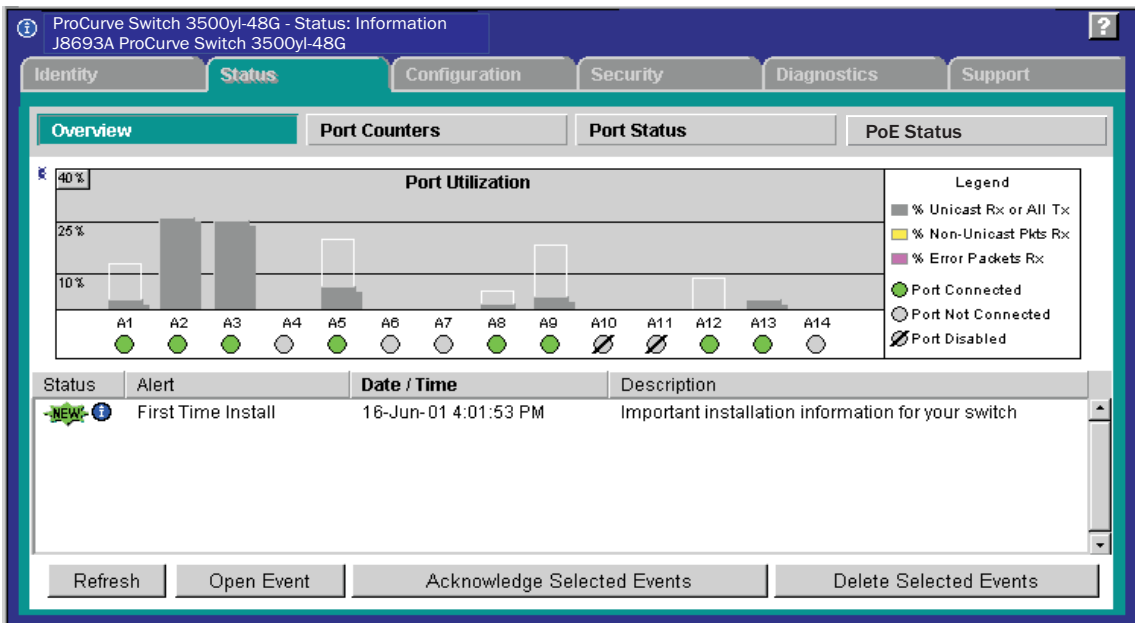 ProCurve Switch 3500yl-48G - Status: Information
J8693A ProCurve Switch 3500yl-48G
?
Identity Status Configuration Security Diagnostics Support
Overview Port Counters Port Status PoE Status
40 % Port Utilization
25 %
10 %
A1 A2 A3 A4 A5 A6 A7 A8 A9 A10 A11 A12 A13 A14
Legend
% Unicast Rx or All Tx
% Non-Unicast Pkts Rx
% Error Packets Rx
Port Connected
Port Not Connected
Port Disabled
Status Alert Date / Time Description
NEW! First Time Install 16-Jun-01 4:01:53 PM Important installation information for your switch
Refresh Open Event Acknowledge Selected Events Delete Selected Events